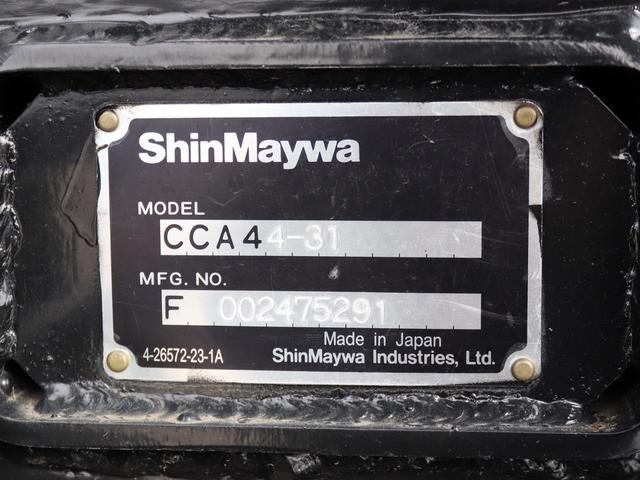 ShinMaywa
MODEL
CCA44-31
MFG. NO.
F 002475291
Made in Japan
4-26572-23-1A
ShinMaywa Industries, Ltd.